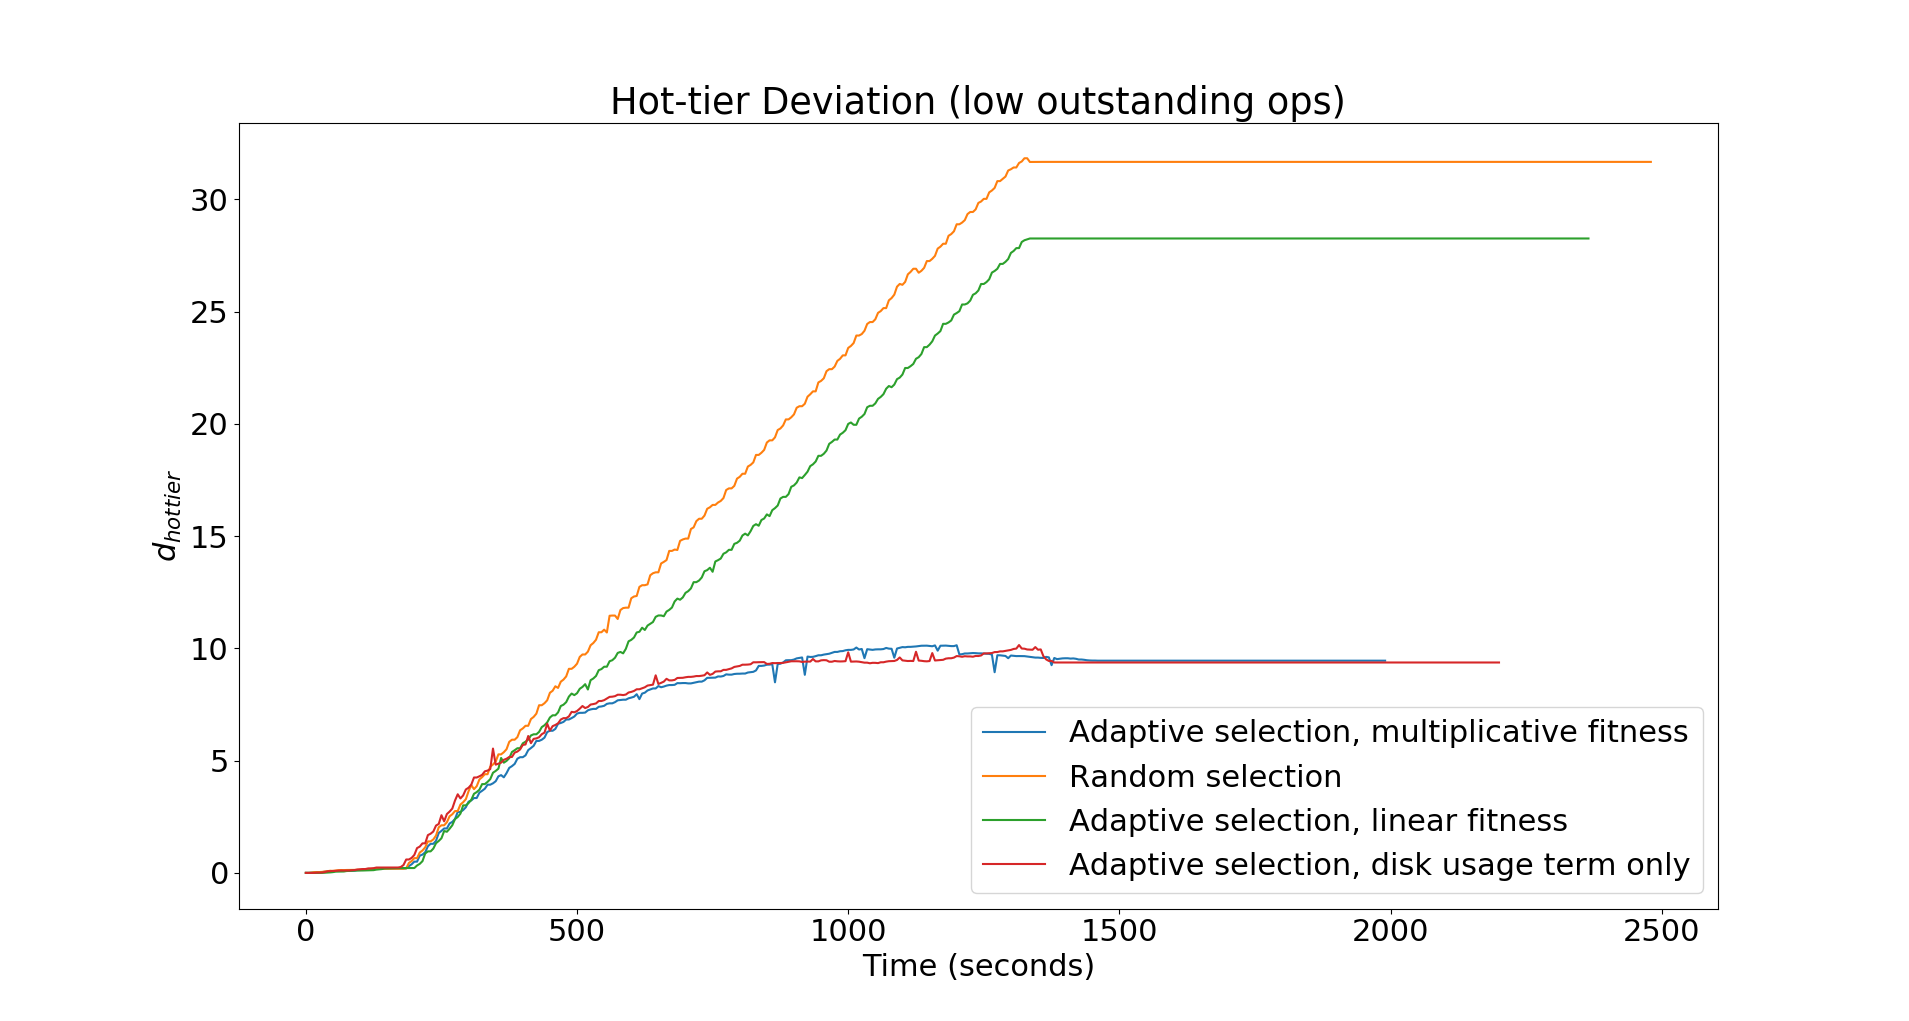 Hot-tier Deviation (low outstanding ops)
30
25
20
15
10
5
0
d_hottier
0 500 1000 1500 2000 2500
Time (seconds)
Adaptive selection, multiplicative fitness
Random selection
Adaptive selection, linear fitness
Adaptive selection, disk usage term only